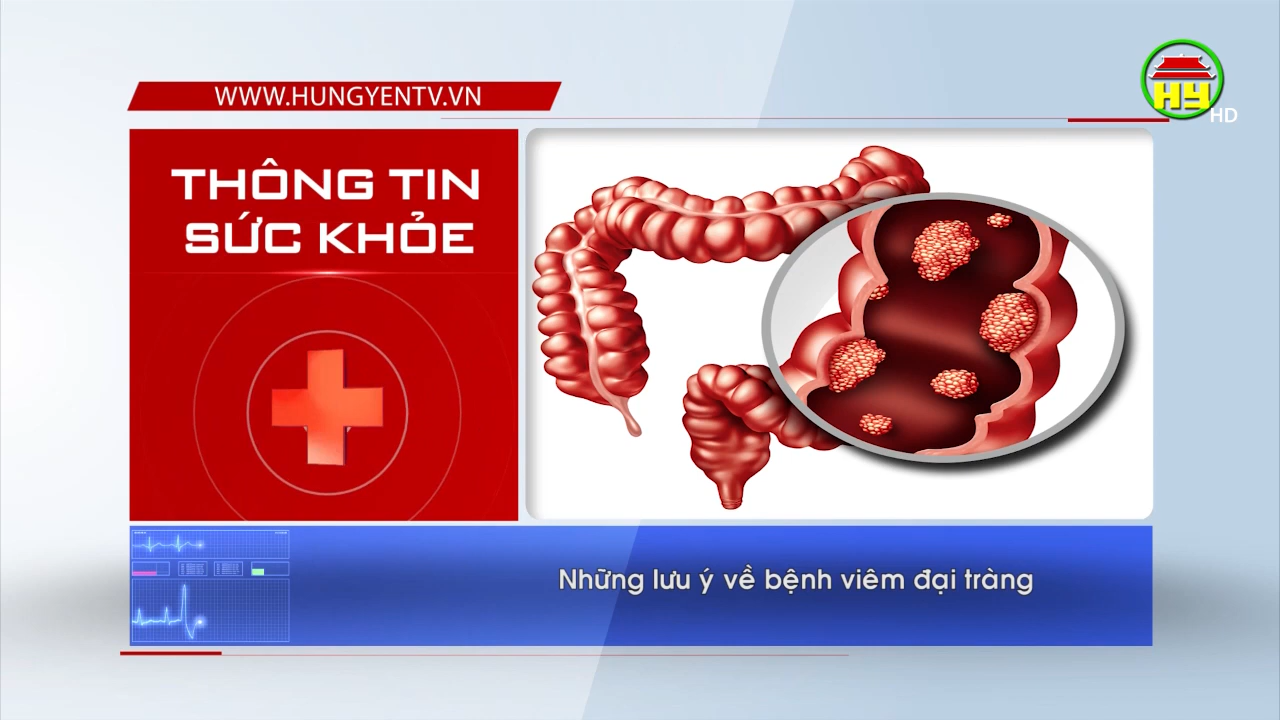 WWW.HUNGYENTV.VN
HY
HD
THÔNG TIN
SỨC KHỎE
Những lưu ý về bệnh viêm đại tràng